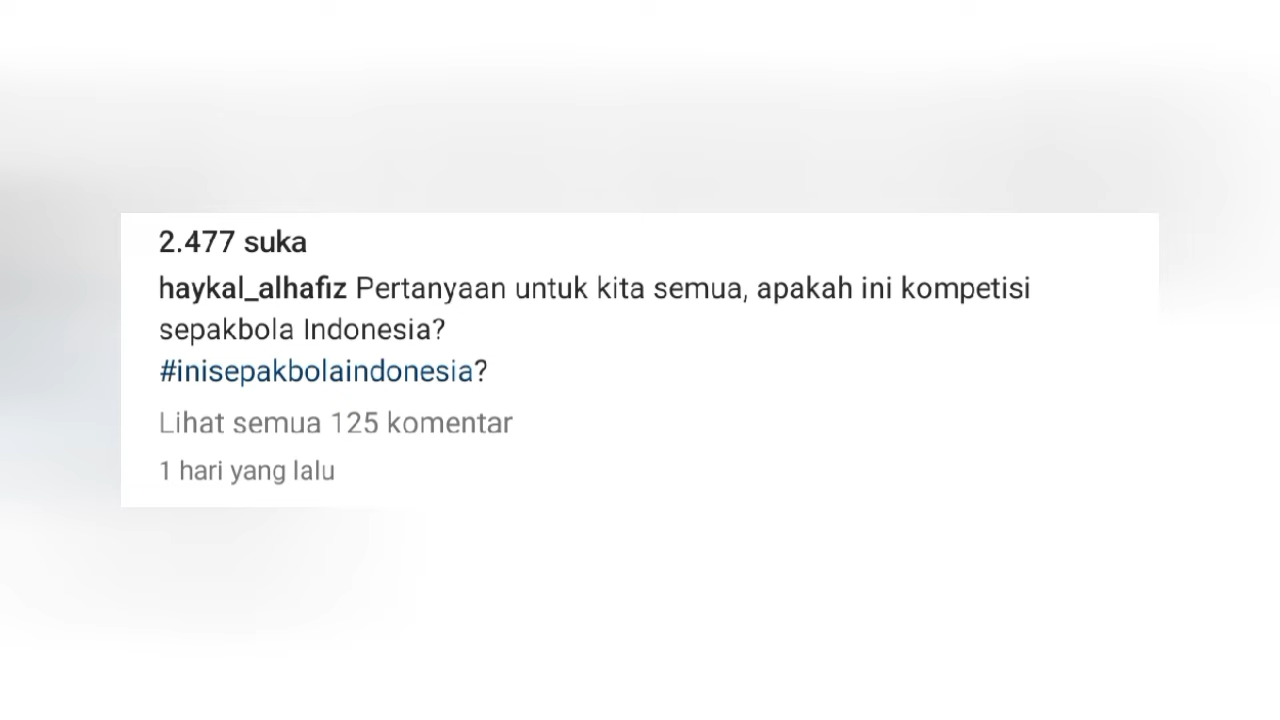 2.477 suka
haykal_alhafiz Pertanyaan untuk kita semua, apakah ini kompetisi
sepakbola Indonesia?
#inisepakbolaindonesia?
Lihat semua 125 komentar
1 hari yang lalu